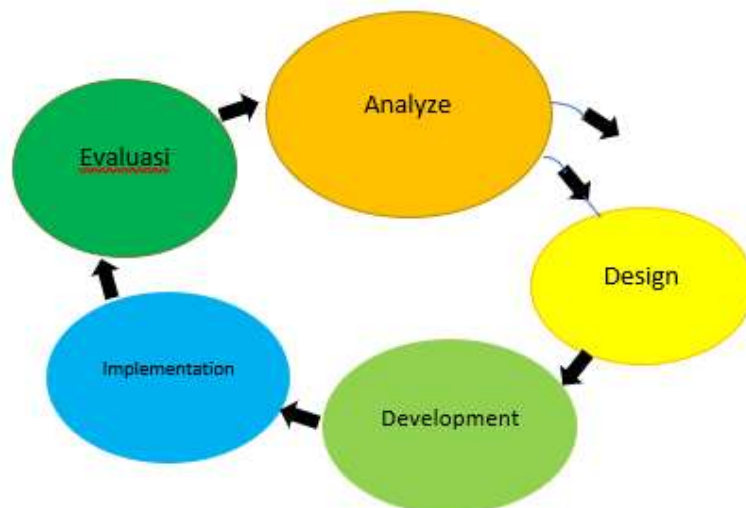 Analyze
Evaluasi
Design
Implementation
Development